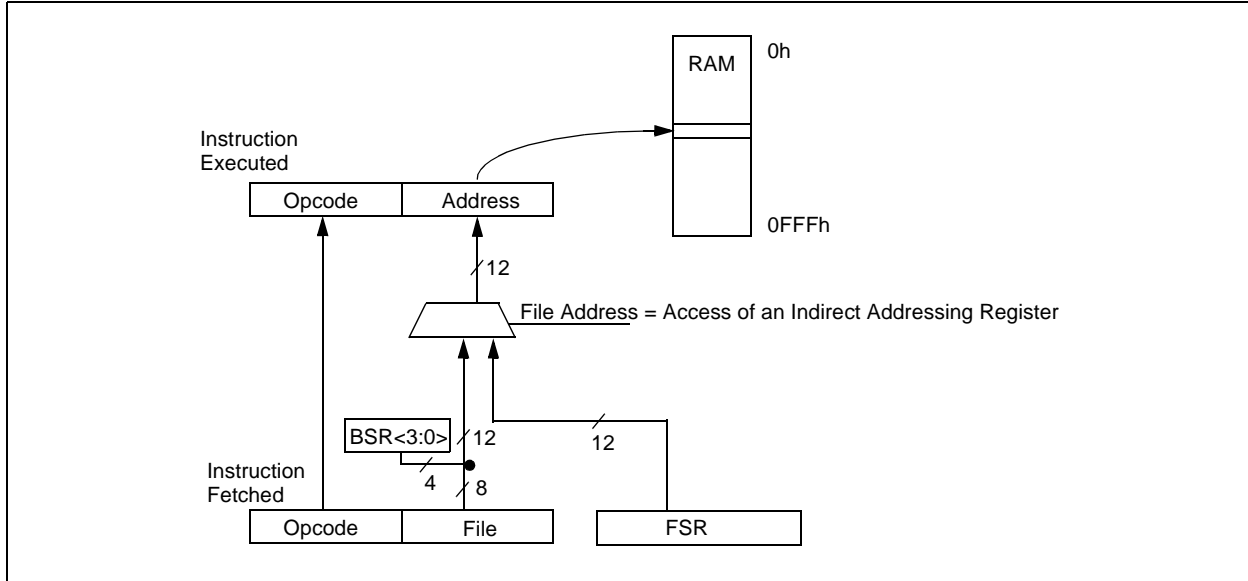 RAM
0h
Instruction
Executed
Opcode
Address
0FFFh
12
File Address = Access of an Indirect Addressing Register
BSR<3:0>
12
12
4
8
Instruction
Fetched
Opcode
File
FSR